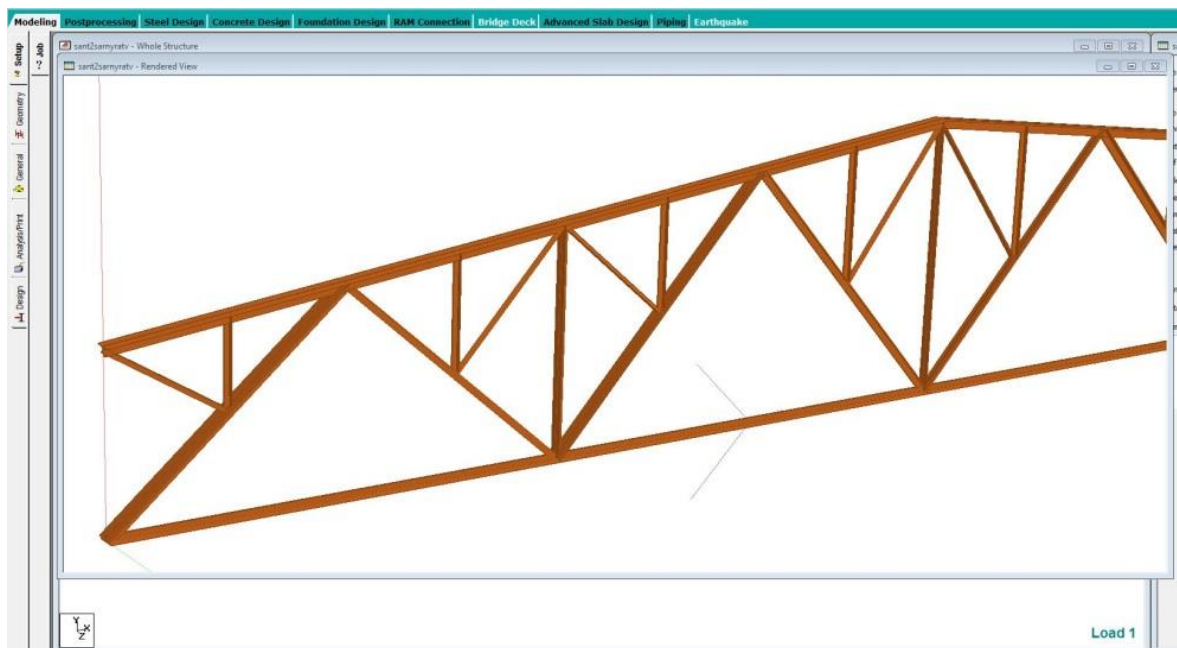 Modeling Postprocessing Steel Design Concrete Design Foundation Design RAM Connection Bridge Deck Advanced Slab Design Piping Earthquake
Setup
Geometry
General
Analysis/Print
Design
Job
sant2sarnyratv - Whole Structure
sant2sarnyratv - Rendered View
Y
X
Z
Load 1